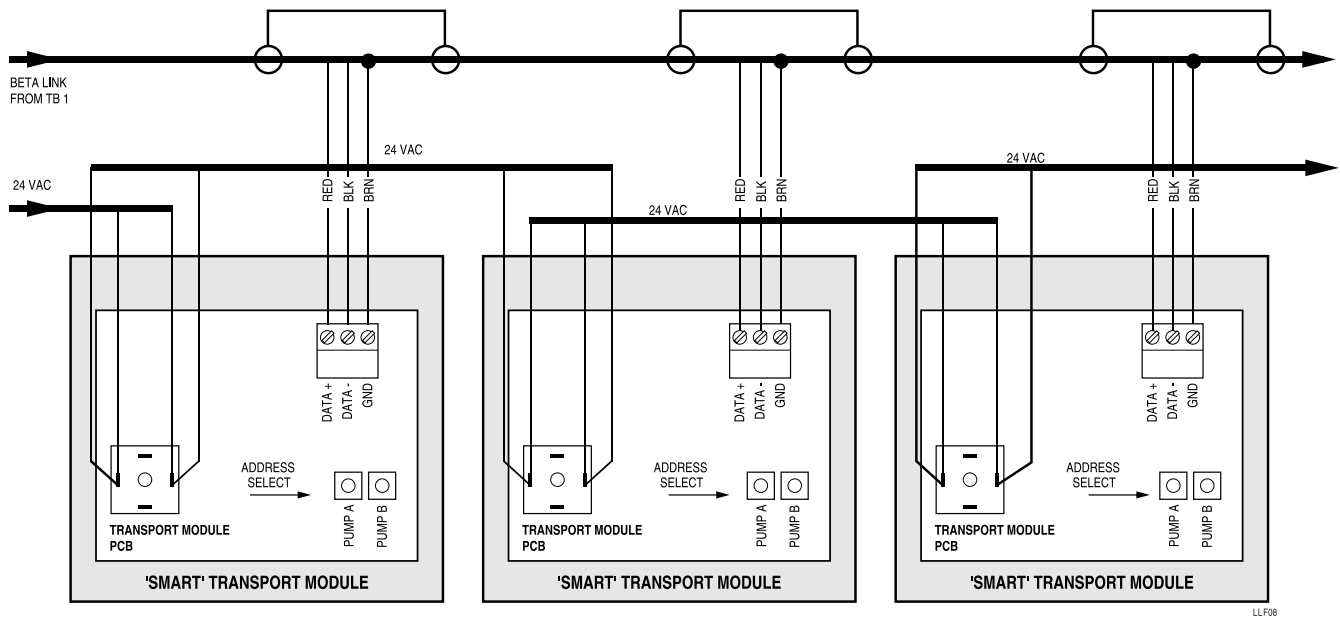 BETA LINK
FROM TB 1
24 VAC
24 VAC
24 VAC
24 VAC
RED
BLK
BRN
RED
BLK
BRN
RED
BLK
BRN
DATA +
DATA -
GND
DATA +
DATA -
GND
DATA +
DATA -
GND
ADDRESS
SELECT
PUMP A
PUMP B
TRANSPORT MODULE
PCB
'SMART' TRANSPORT MODULE
ADDRESS
SELECT
PUMP A
PUMP B
TRANSPORT MODULE
PCB
'SMART' TRANSPORT MODULE
ADDRESS
SELECT
PUMP A
PUMP B
TRANSPORT MODULE
PCB
'SMART' TRANSPORT MODULE
LLF08